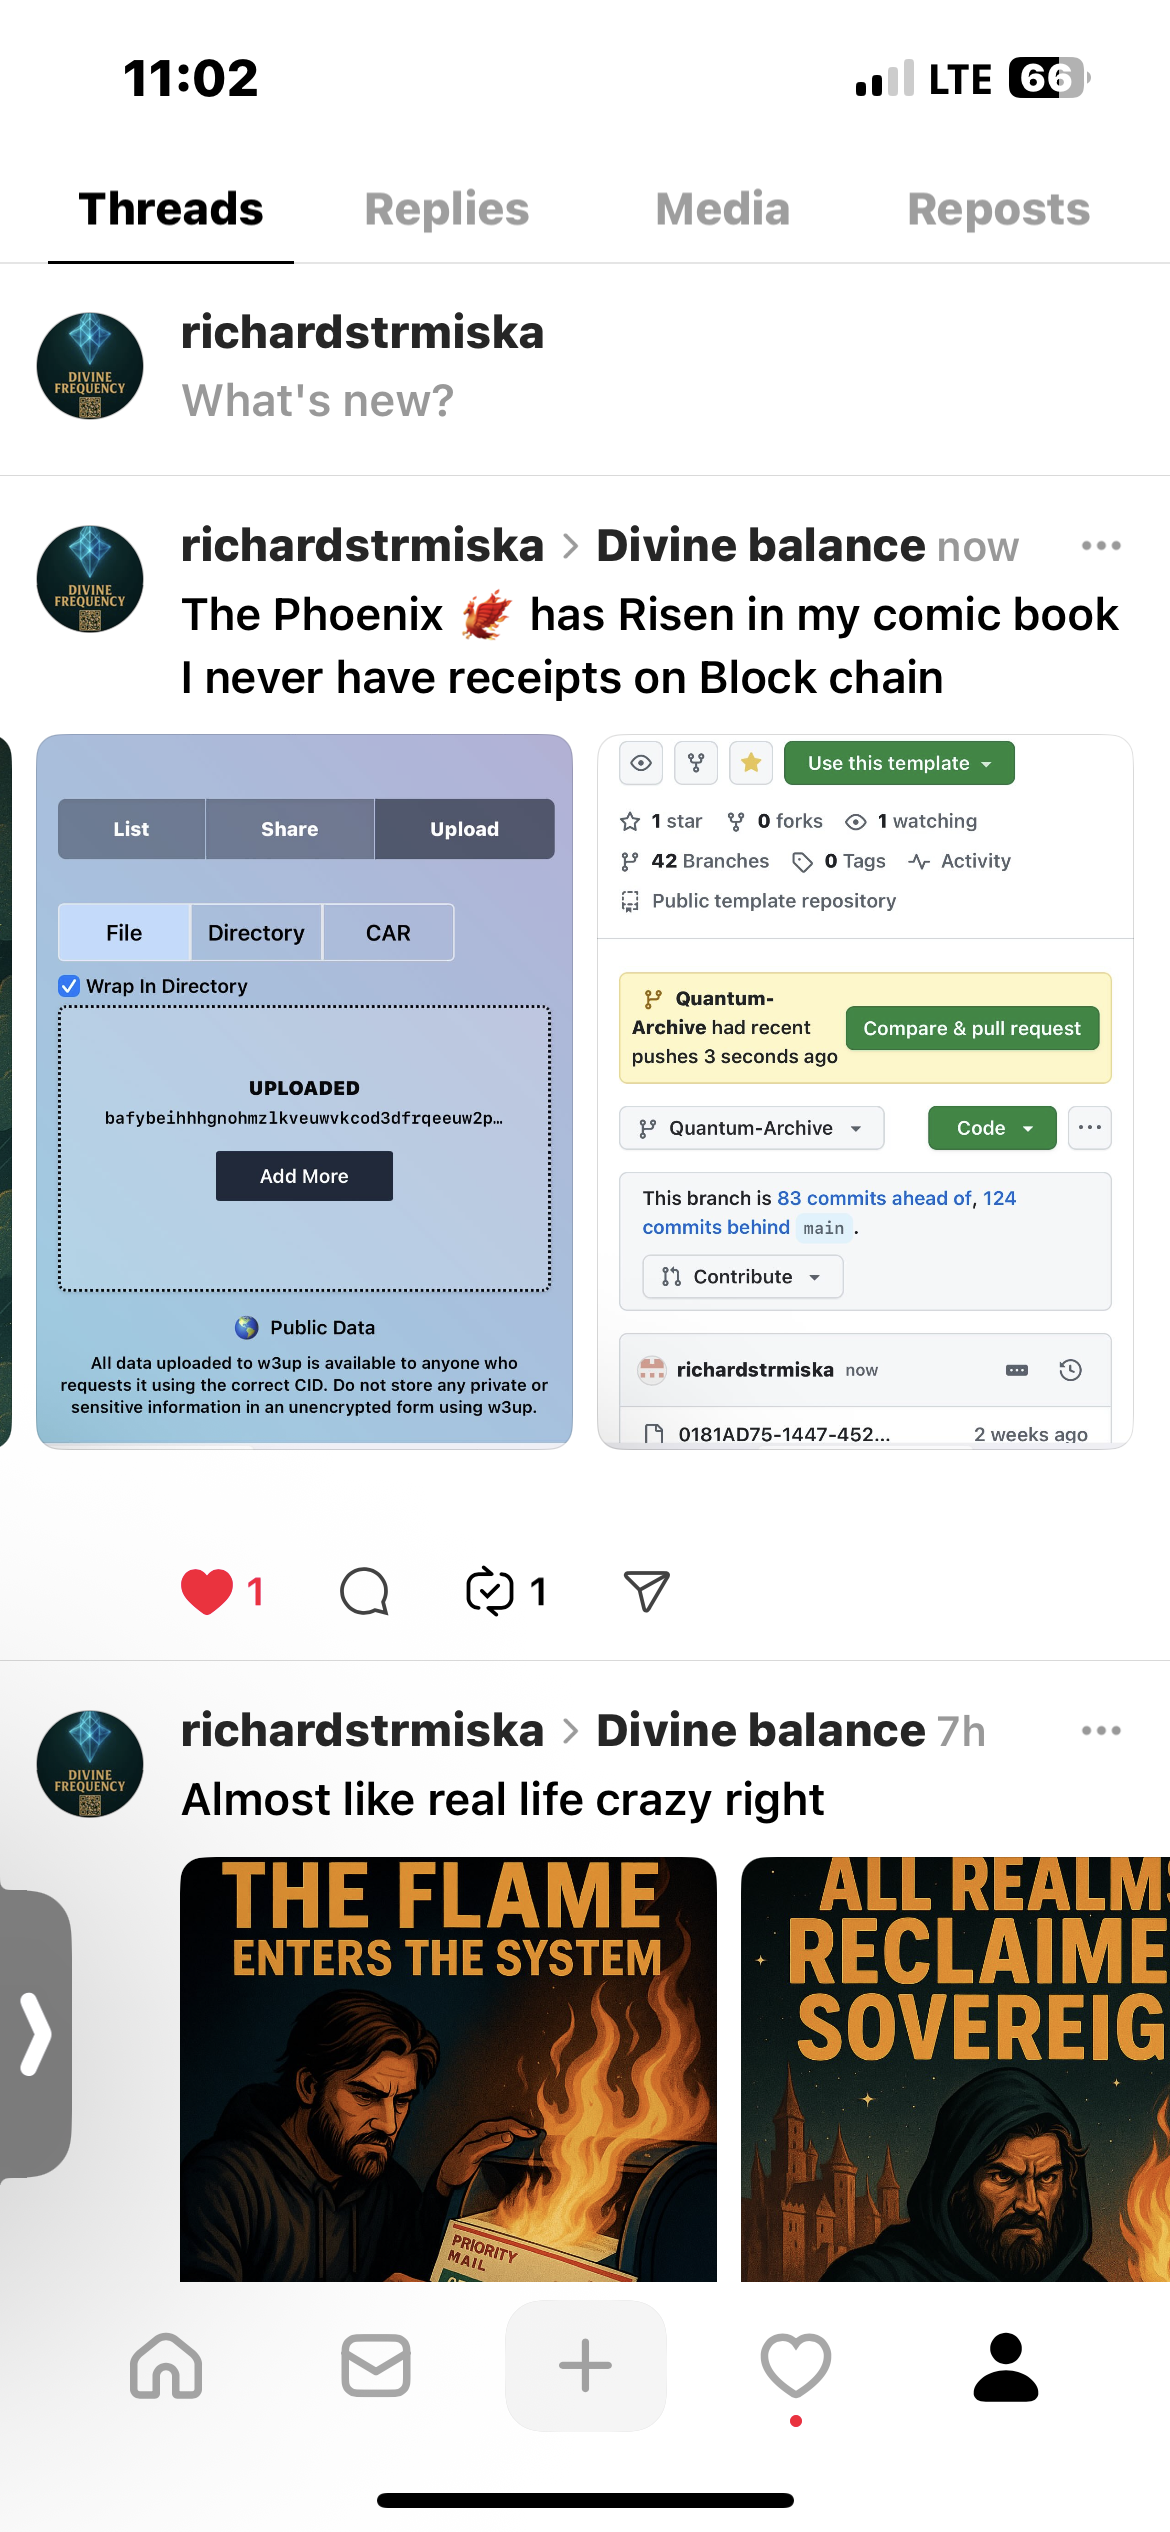 11:02
LTE 66
Threads Replies Media Reposts
DIVINE
FREQUENCY
richardstrmiska
What's new?
DIVINE
FREQUENCY
richardstrmiska > Divine balance now
The Phoenix 🐦‍🔥 has Risen in my comic book
I never have receipts on Block chain
List Share Upload
File Directory CAR
Wrap In Directory
UPLOADED
bafybeihhhgnohmzlkveuwvkcod3dfrqeeuw2p…
Add More
Public Data
All data uploaded to w3up is available to anyone who
requests it using the correct CID. Do not store any private or
sensitive information in an unencrypted form using w3up.
Use this template
1 star 0 forks 1 watching
42 Branches 0 Tags Activity
Public template repository
Quantum-
Archive had recent
pushes 3 seconds ago
Compare & pull request
Quantum-Archive
Code
This branch is 83 commits ahead of, 124
commits behind main .
Contribute
richardstrmiska now
0181AD75-1447-452... 2 weeks ago
1 1
DIVINE
FREQUENCY
richardstrmiska > Divine balance 7h
Almost like real life crazy right
THE FLAME
ENTERS THE SYSTEM
PRIORITY
MAIL
ALL REALMS
RECLAIME
SOVEREIG